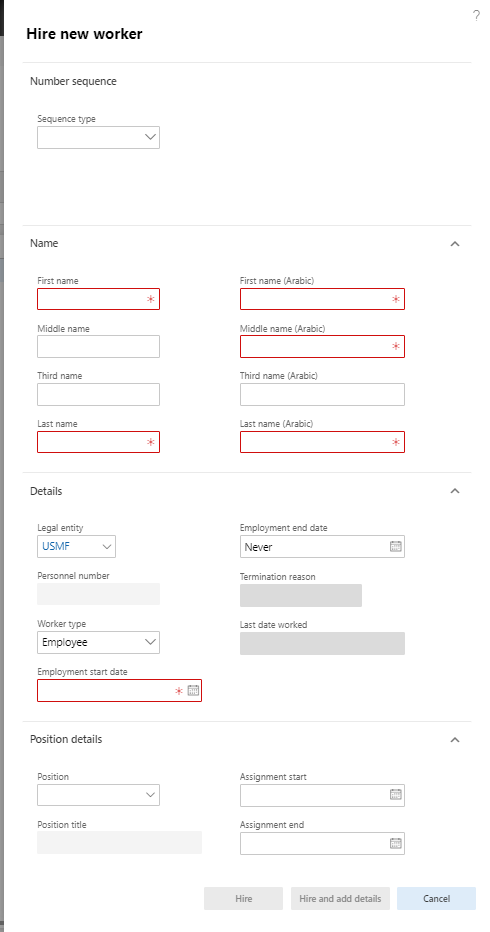 ?
Hire new worker
Number sequence
Sequence type
Name
First name
First name (Arabic)
*
*
Middle name
Middle name (Arabic)
*
Third name
Third name (Arabic)
Last name
Last name (Arabic)
*
*
Details
Legal entity
Employment end date
USMF
Never
Personnel number
Termination reason
Worker type
Last date worked
Employee
Employment start date
*
Position details
Position
Assignment start
Position title
Assignment end
Hire
Hire and add details
Cancel